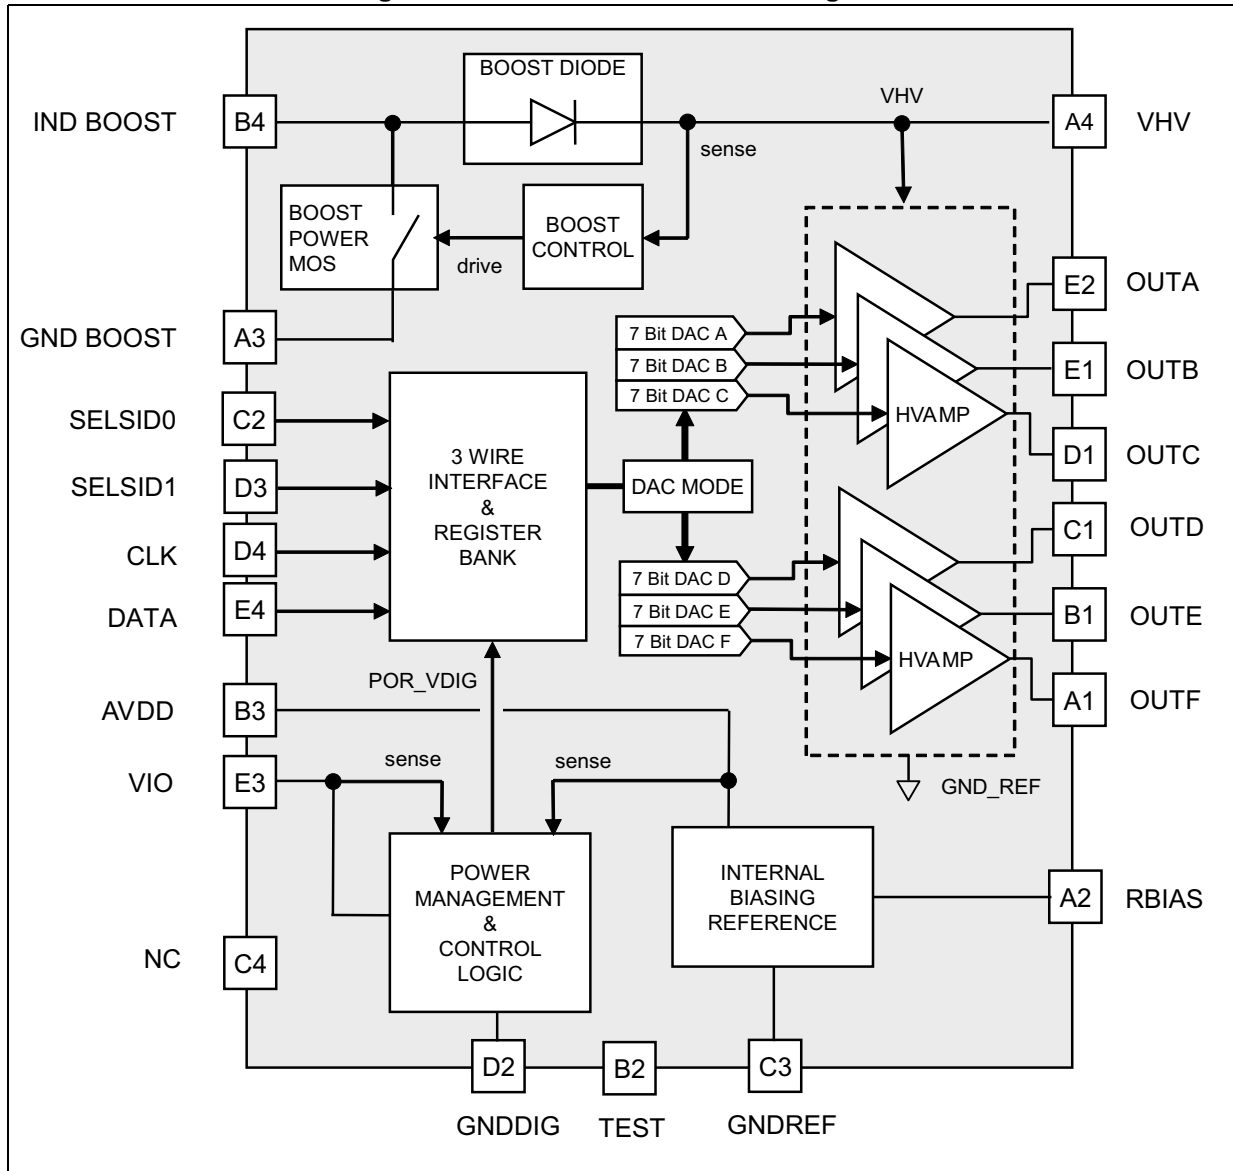 BOOST DIODE
VHV
IND BOOST
B4
A4
VHV
sense
BOOST
POWER
MOS
drive
BOOST
CONTROL
GND BOOST
A3
E2
OUTA
7 Bit DAC A
7 Bit DAC B
7 Bit DAC C
E1
OUTB
HVAMP
D1
OUTC
SELSID0
C2
SELSID1
D3
CLK
D4
DATA
E4
3 WIRE
INTERFACE
&
REGISTER
BANK
DAC MODE
C1
OUTD
7 Bit DAC D
7 Bit DAC E
7 Bit DAC F
B1
OUTE
HVAMP
A1
OUTF
POR_VDIG
AVDD
B3
VIO
E3
sense
sense
GND_REF
POWER
MANAGEMENT
&
CONTROL
LOGIC
INTERNAL
BIASING
REFERENCE
A2
RBIAS
NC
C4
D2
B2
C3
GNDDIG
TEST
GNDREF